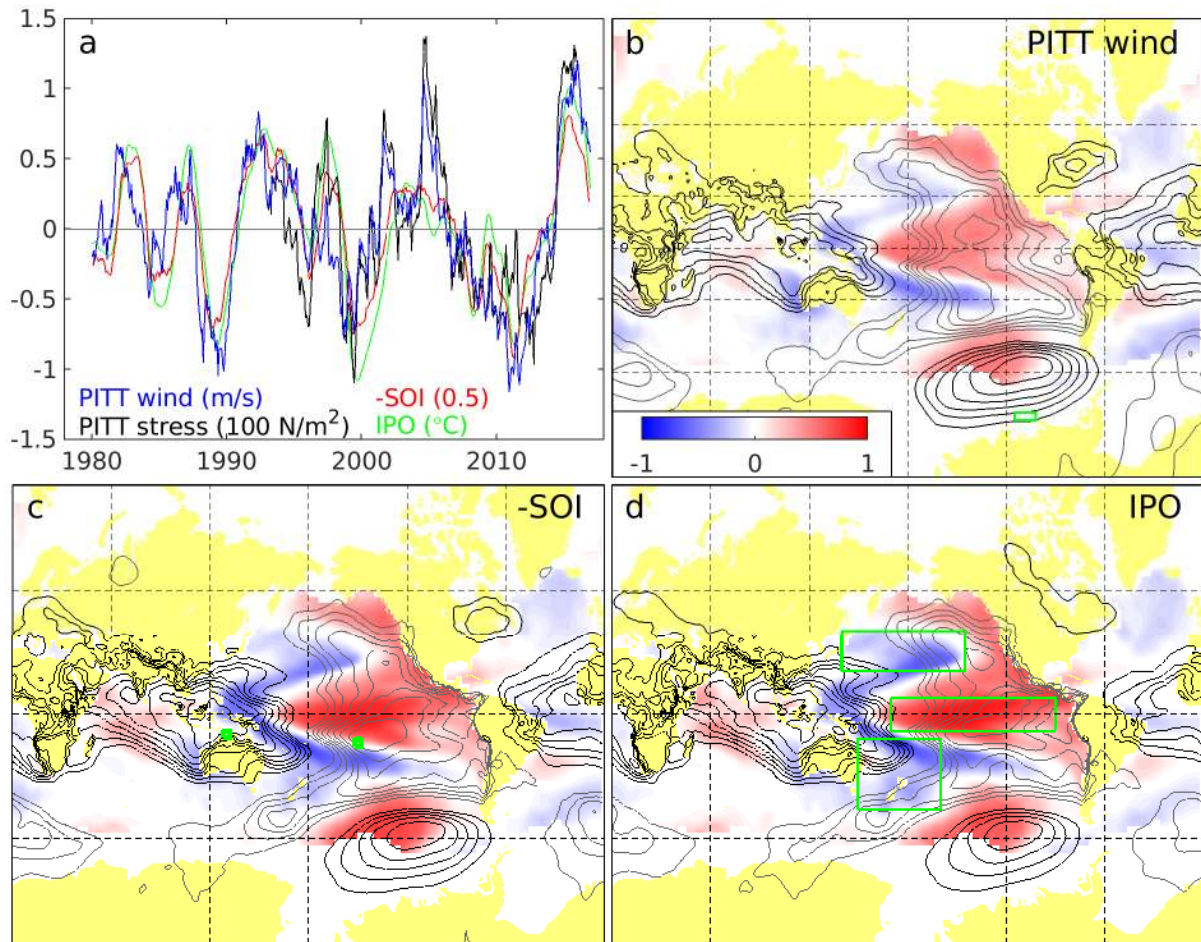 a
1.5
1
0.5
0
-0.5
-1
-1.5
PITT wind (m/s)
-SOI (0.5)
PITT stress (100 N/m²)
IPO (°C)
1980
1990
2000
2010
b
PITT wind
-1
0
1
c
-SOI
d
IPO